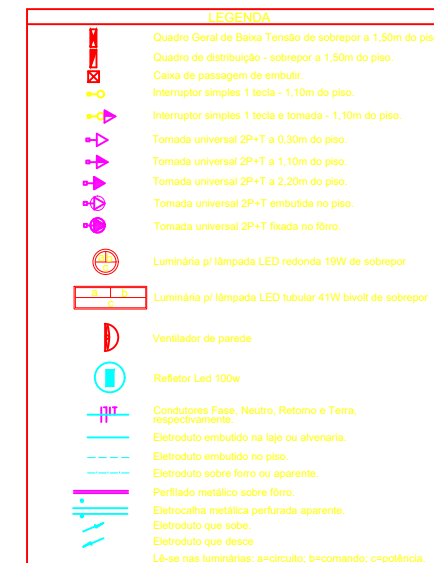 LEGENDA
Quadro Geral de Baixa Tensão de sobrepor a 1,50m do piso.
Quadro de distribuição - sobrepor a 1,50m do piso.
Caixa de passagem de embutir.
Interruptor simples 1 tecla - 1,10m do piso.
Interruptor simples 1 tecla e tomada - 1,10m do piso.
Tomada universal 2P+T a 0,30m do piso.
Tomada universal 2P+T a 1,10m do piso.
Tomada universal 2P+T a 2,20m do piso.
Tomada universal 2P+T embutida no piso.
Tomada universal 2P+T fixada no fôrro.
Luminária p/ lâmpada LED redonda 19W de sobrepor
a b
c
Luminária p/ lâmpada LED tubular 41W bivolt de sobrepor
Ventilador de parede
Refletor Led 100w
Condutores Fase, Neutro, Retorno e Terra,
respectivamente.
Eletroduto embutido na laje ou alvenaria.
Eletroduto embutido no piso.
Eletroduto sobre forro ou aparente.
Perfilado metálico sobre fôrro.
Eletrocalha metálica perfurada aparente.
Eletroduto que sobe.
Eletroduto que desce
Lê-se nas luminárias: a=circuito; b=comando; c=potência.